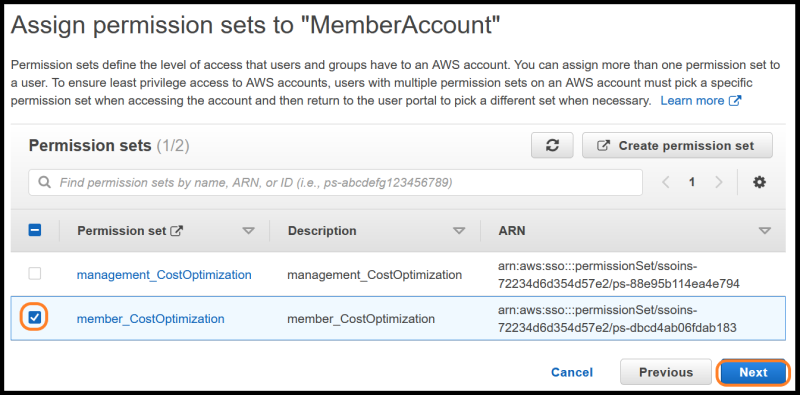 Assign permission sets to "MemberAccount"
Permission sets define the level of access that users and groups have to an AWS account. You can assign more than one permission set to
a user. To ensure least privilege access to AWS accounts, users with multiple permission sets on an AWS account must pick a specific
permission set when accessing the account and then return to the user portal to pick a different set when necessary. Learn more
Permission sets (1/2)
Create permission set
Find permission sets by name, ARN, or ID (i.e., ps-abcdefg123456789)
1
Permission set Description ARN
management_CostOptimization management_CostOptimization arn:aws:sso:::permissionSet/ssoins-
72234d6d354d57e2/ps-88e95b114ea4e794
member_CostOptimization member_CostOptimization arn:aws:sso:::permissionSet/ssoins-
72234d6d354d57e2/ps-dbcd4ab06fdab183
Cancel Previous Next